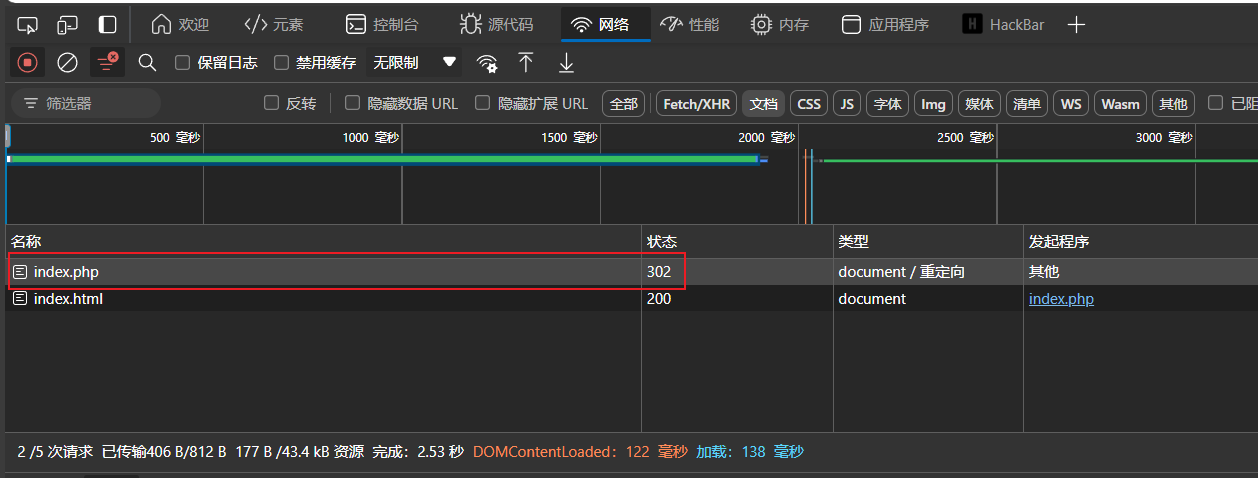 欢迎 元素 控制台 源代码 网络 性能 内存 应用程序 H HackBar
保留日志 禁用缓存 无限制
筛选器 反转 隐藏数据 URL 隐藏扩展 URL 全部 Fetch/XHR 文档 CSS JS 字体 Img 媒体 清单 WS Wasm 其他 已阻
500 毫秒 1000 毫秒 1500 毫秒 2000 毫秒 2500 毫秒 3000 毫秒
名称 状态 类型 发起程序
index.php 302 document / 重定向 其他
index.html 200 document index.php
2 /5 次请求 已传输406 B/812 B 177 B /43.4 kB 资源 完成：2.53 秒 DOMContentLoaded：122 毫秒 加载：138 毫秒